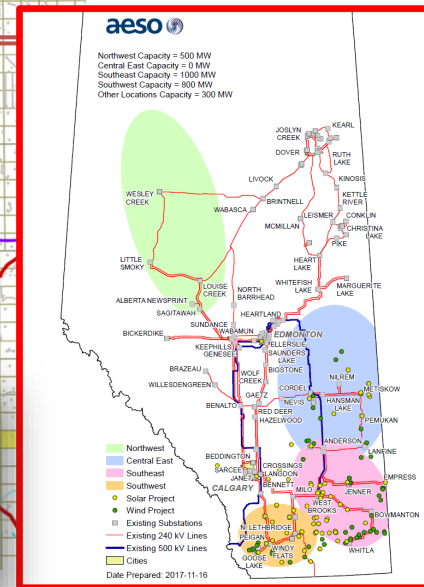 aeso
Northwest Capacity = 500 MW
Central East Capacity = 0 MW
Southeast Capacity = 1000 MW
Southwest Capacity = 800 MW
Other Locations Capacity = 300 MW
KEARL
JOSLYN
CREEK
DOVER
RUTH
LAKE
LIVOCK
KINOSIS
WESLEY
CREEK
BRINTNELL
KETTLE
RIVER
WABASCA
LEISMER
CONKLIN
MCMILLAN
CHRISTINA
LAKE
PIKE
LITTLE
SMOKY
HEART
LAKE
LOUISE
CREEK
NORTH
BARRHEAD
WHITEFISH
LAKE
MARGUERITE
LAKE
ALBERTA NEWSPRINT
SAGITAWAH
HEARTLAND
SUNDANCE
WABAMUN
EDMONTON
BICKERDIKE
KEEPHILLS
ELLERSLIE
GENESEE
SAUNDERS
LAKE
BRAZEAU
WOLF
CREEK
BIGSTONE
NILREM
WILLESDENGREEN
CORDEL
METISKOW
GAETZ
NEVIS
HANSMAN
LAKE
BENALTO
RED DEER
HAZELWOOD
PEMUKAN
ANDERSON
LANFINE
Northwest
Central East
Southeast
Southwest
Solar Project
Wind Project
Existing Substations
Existing 240 kV Lines
Existing 500 kV Lines
Cities
Date Prepared: 2017-11-16
BEDDINGTON
CROSSINGS
SARCEE
LANGDON
EMPRESS
JANET
BENNETT
JENNER
CALGARY
MILO
WEST
BROOKS
BOWMANTON
N LETHBRIDGE
PEIGAN
WINDY
FLATS
WHITLA
GOOSE
LAKE